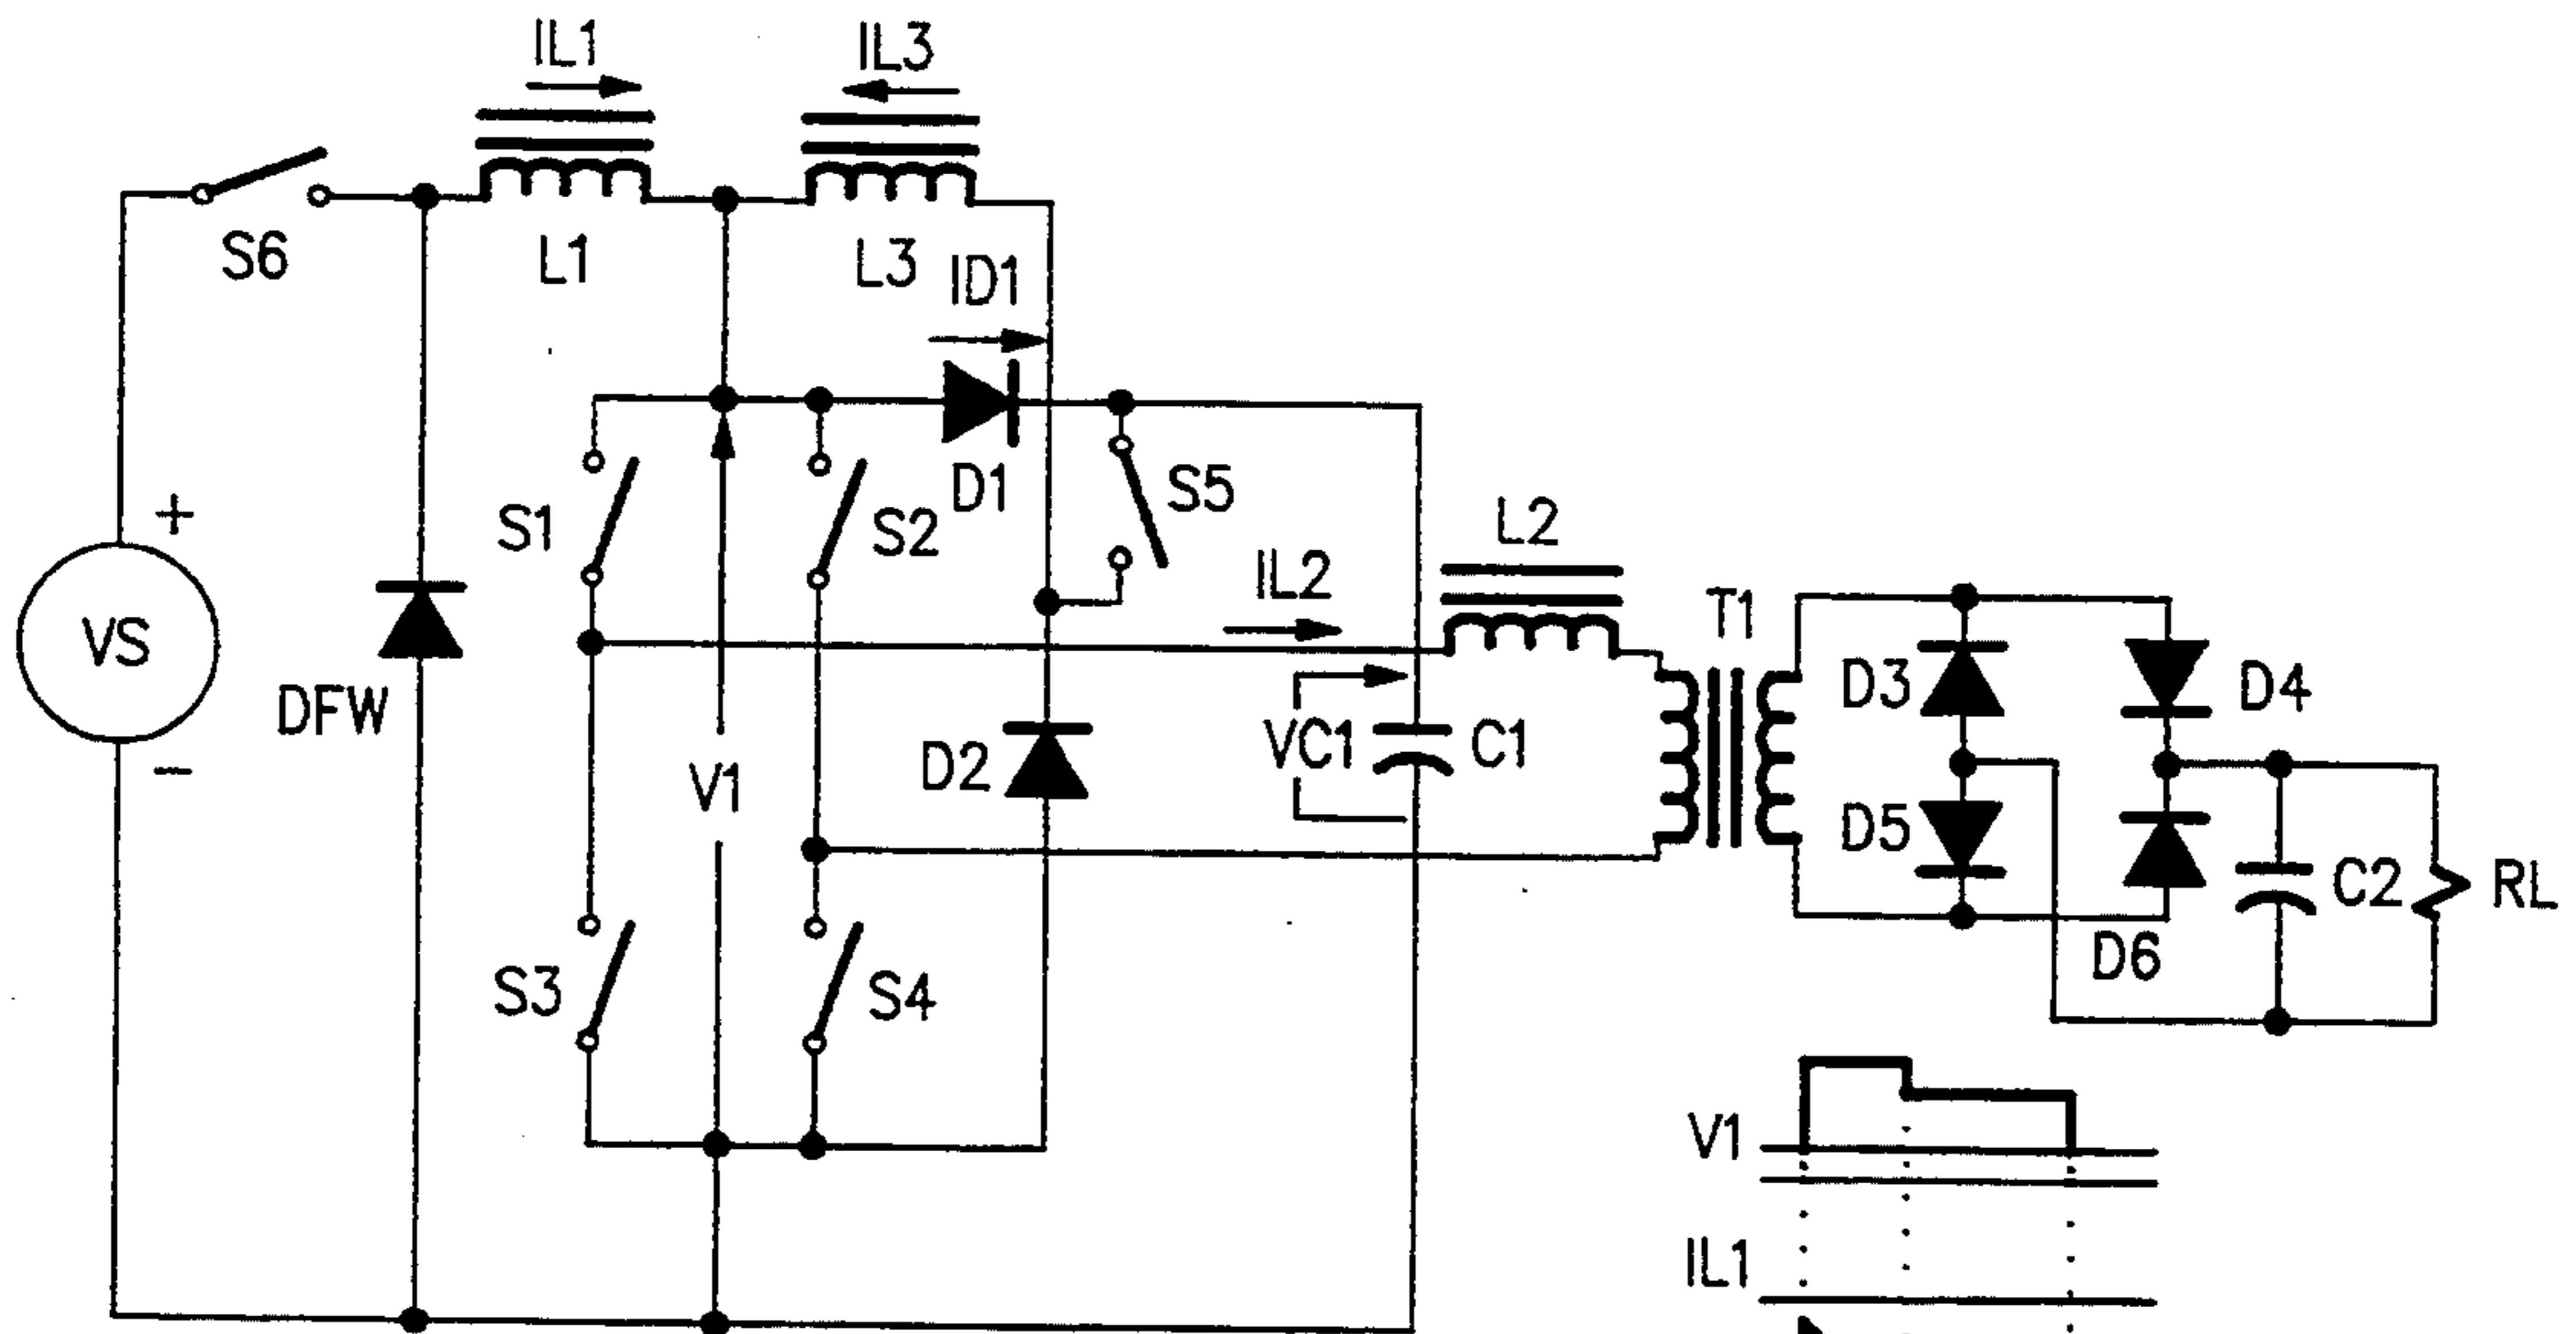 IL1
IL3
S6
L1
L3
ID1
+
VS
−
DFW
S1
S2
D1
S5
L2
IL2
T1
V1
D2
VC1
C1
D3
D4
D5
D6
C2
RL
S3
S4
V1
IL1